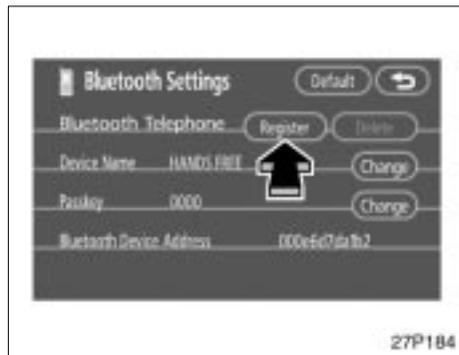 Bluetooth Settings Default
Bluetooth Telephone Register Delete
Device Name HANDS FREE Change
Passkey 0000 Change
Bluetooth Device Address 000e6d7da1b2
27P184